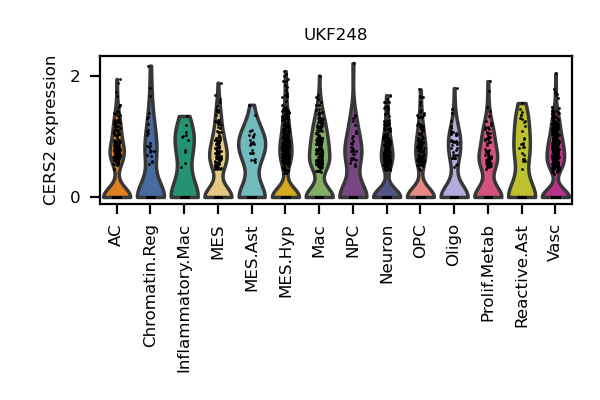 UKF248
CERS2 expression
2
0
AC
Chromatin.Reg
Inflammatory.Mac
MES
MES.Ast
MES.Hyp
Mac
NPC
Neuron
OPC
Oligo
Prolif.Metab
Reactive.Ast
Vasc